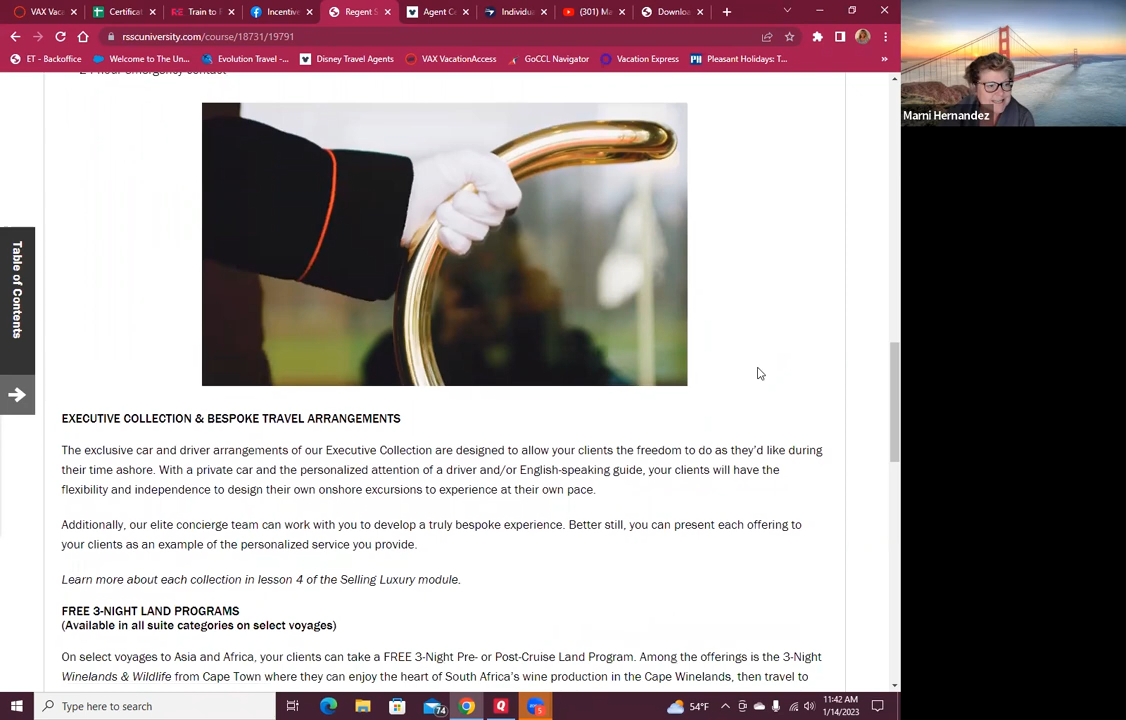 VAX Vaca
Certificat
Train to R
Incentive
Regent S
Agent Ce
Individu
(301) Ma
Downloa
rsscuniversity.com/course/18731/19791
ET - Backoffice
Welcome to The Un...
Evolution Travel -...
Disney Travel Agents
VAX VacationAccess
GoCCL Navigator
Vacation Express
Pleasant Holidays: T...
»
Marni Hernandez
24 hour emergency contact
Table of Contents
EXECUTIVE COLLECTION & BESPOKE TRAVEL ARRANGEMENTS
The exclusive car and driver arrangements of our Executive Collection are designed to allow your clients the freedom to do as they'd like during
their time ashore. With a private car and the personalized attention of a driver and/or English-speaking guide, your clients will have the
flexibility and independence to design their own onshore excursions to experience at their own pace.
Additionally, our elite concierge team can work with you to develop a truly bespoke experience. Better still, you can present each offering to
your clients as an example of the personalized service you provide.
Learn more about each collection in lesson 4 of the Selling Luxury module.
FREE 3-NIGHT LAND PROGRAMS
(Available in all suite categories on select voyages)
On select voyages to Asia and Africa, your clients can take a FREE 3-Night Pre- or Post-Cruise Land Program. Among the offerings is the 3-Night
Winelands & Wildlife from Cape Town where they can enjoy the heart of South Africa's wine production in the Cape Winelands, then travel to
Type here to search
74
5
54°F
11:42 AM
1/14/2023